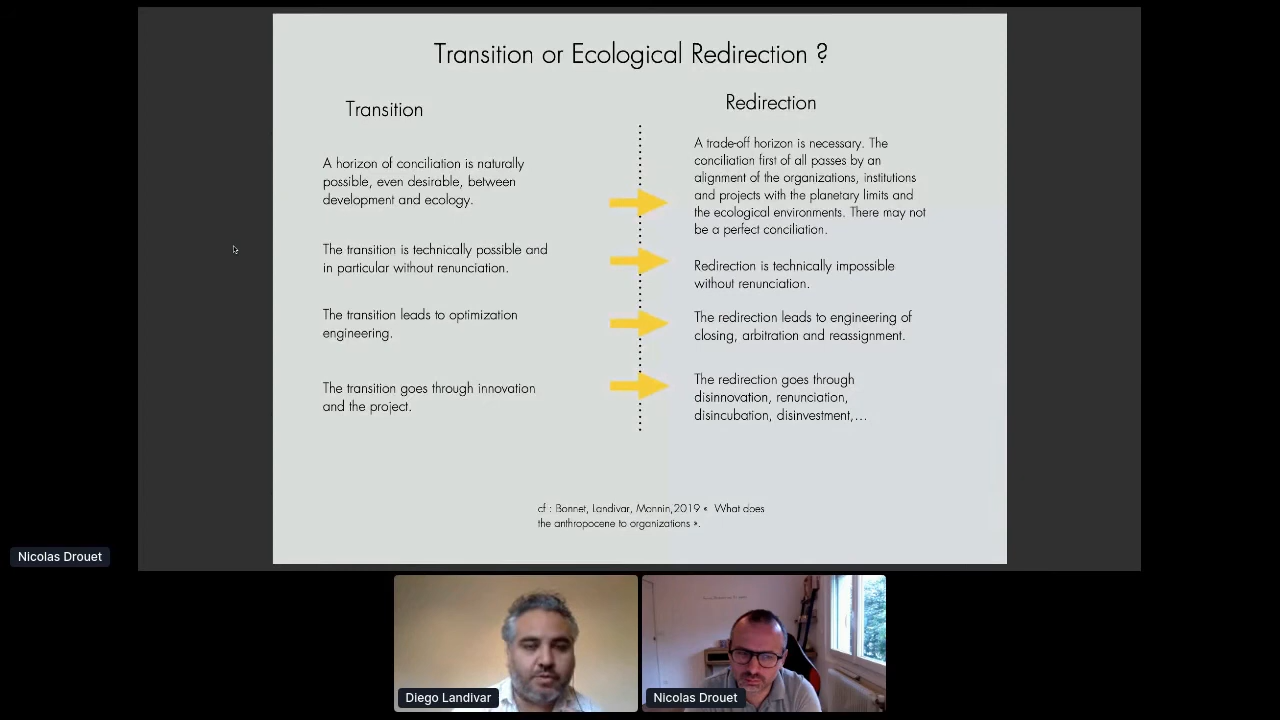 Transition or Ecological Redirection ?
Transition
A horizon of conciliation is naturally
possible, even desirable, between
development and ecology.
The transition is technically possible and
in particular without renunciation.
The transition leads to optimization
engineering.
The transition goes through innovation
and the project.
Redirection
A trade-off horizon is necessary. The
conciliation first of all passes by an
alignment of the organizations, institutions
and projects with the planetary limits and
the ecological environments. There may not
be a perfect conciliation.
Redirection is technically impossible
without renunciation.
The redirection leads to engineering of
closing, arbitration and reassignment.
The redirection goes through
disinnovation, renunciation,
disincubation, disinvestment,…
cf : Bonnet, Landivar, Monnin,2019 « What does
the anthropocene to organizations ».
Nicolas Drouet
Diego Landivar
Nicolas Drouet